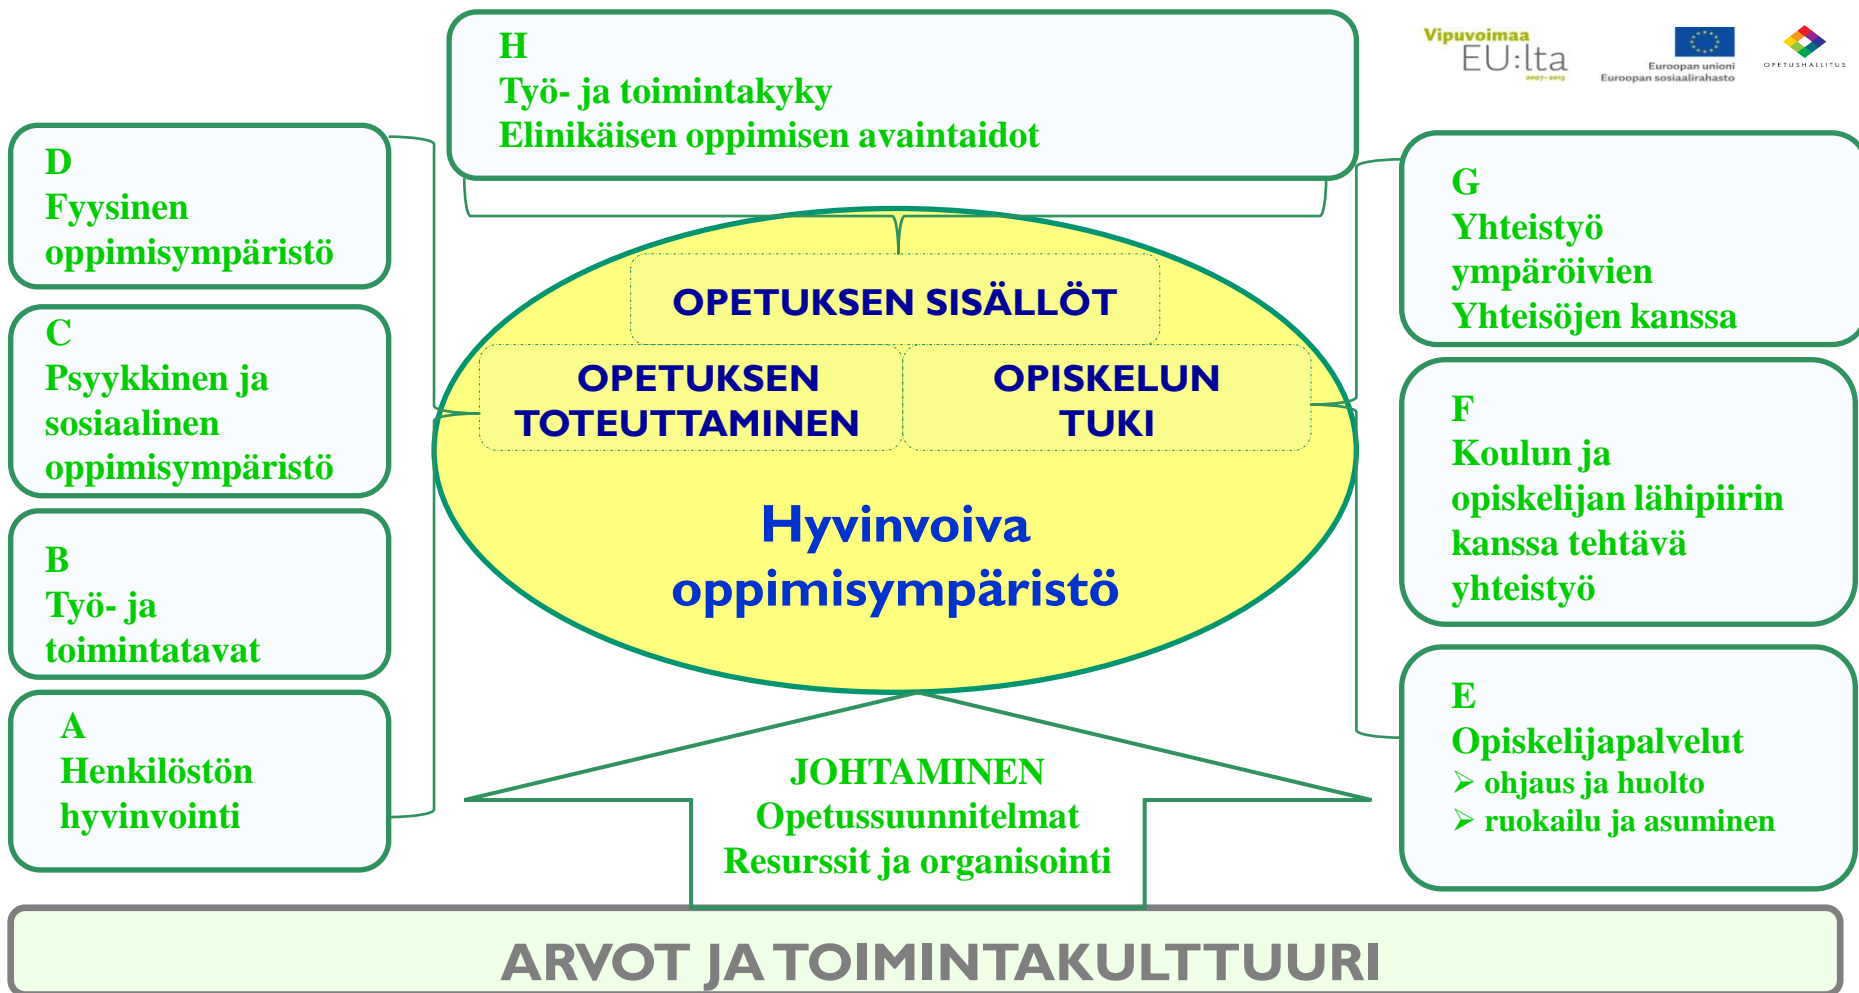 H
Työ- ja toimintakyky
Elinikäisen oppimisen avaintaidot
Vipuvoimaa
EU:lta
2007–2013
Euroopan unioni
Euroopan sosiaalirahasto
OPETUSHALLITUS
D
Fyysinen
oppimisympäristö
C
Psyykkinen ja
sosiaalinen
oppimisympäristö
B
Työ- ja
toimintatavat
A
Henkilöstön
hyvinvointi
OPETUKSEN SISÄLLÖT
OPETUKSEN
TOTEUTTAMINEN
OPISKELUN
TUKI
Hyvinvoiva
oppimisympäristö
JOHTAMINEN
Opetussuunnitelmat
Resurssit ja organisointi
G
Yhteistyö
ympäröivien
Yhteisöjen kanssa
F
Koulun ja
opiskelijan lähipiirin
kanssa tehtävä
yhteistyö
E
Opiskelijapalvelut
➢ ohjaus ja huolto
➢ ruokailu ja asuminen
ARVOT JA TOIMINTAKULTTUURI